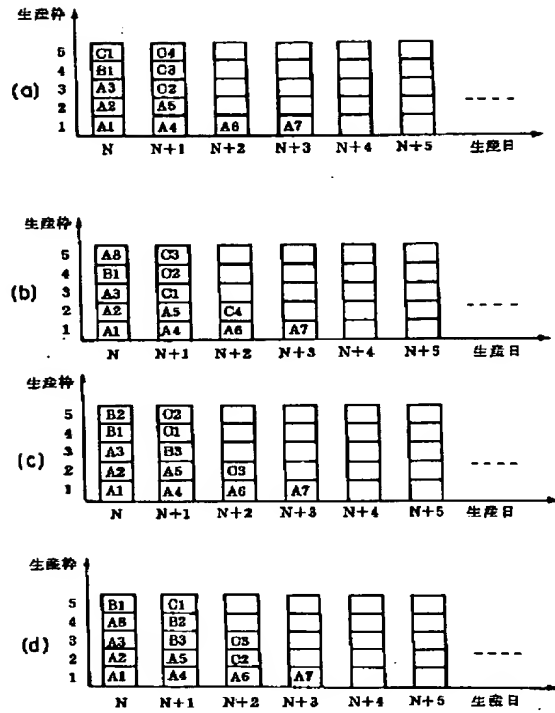 生産枠
(a)
5 C1 C4
4 B1 C3
3 A3 C2
2 A2 A5
1 A1 A4 A6 A7
N N+1 N+2 N+3 N+4 N+5 生産日
生産枠
(b)
5 A8 C3
4 B1 C2
3 A3 C1
2 A2 A5 C4
1 A1 A4 A6 A7
N N+1 N+2 N+3 N+4 N+5 生産日
生産枠
(c)
5 B2 C2
4 B1 C1
3 A3 B3
2 A2 A5 C3
1 A1 A4 A6 A7
N N+1 N+2 N+3 N+4 N+5 生産日
生産枠
(d)
5 B1 C1
4 A8 B2
3 A3 B3 C3
2 A2 A5 C2
1 A1 A4 A6 A7
N N+1 N+2 N+3 N+4 N+5 生産日